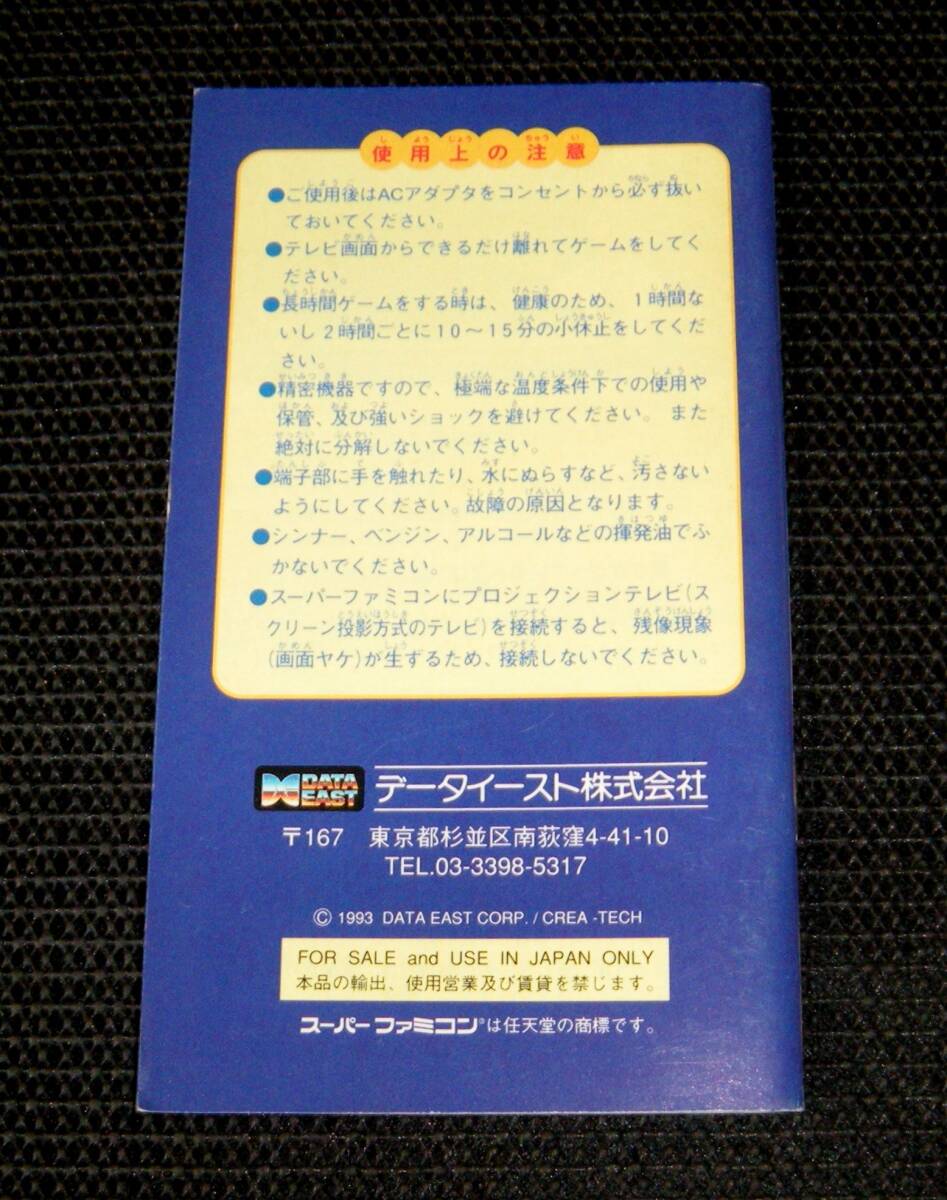 使用上の注意
●ご使用後はACアダプタをコンセントから必ず抜い
ておいてください。
●テレビ画面からできるだけ離れてゲームをしてく
ださい。
●長時間ゲームをする時は、健康のため、1時間な
いし2時間ごとに10〜15分の小休止をしてくだ
さい。
●精密機器ですので、極端な温度条件下での使用や
保管、及び強いショックを避けてください。また
絶対に分解しないでください。
●端子部に手を触れたり、水にぬらすなど、汚さない
ようにしてください。故障の原因となります。
●シンナー、ベンジン、アルコールなどの揮発油でふ
かないでください。
●スーパーファミコンにプロジェクションテレビ(ス
クリーン投影方式のテレビ)を接続すると、残像現象
(画面ヤケ)が生ずるため、接続しないでください。
DATA EAST データイースト株式会社
〒167 東京都杉並区南荻窪4-41-10
TEL.03-3398-5317
© 1993 DATA EAST CORP. / CREA -TECH
FOR SALE and USE IN JAPAN ONLY
本品の輸出、使用営業及び賃貸を禁じます。
スーパーファミコン®は任天堂の商標です。